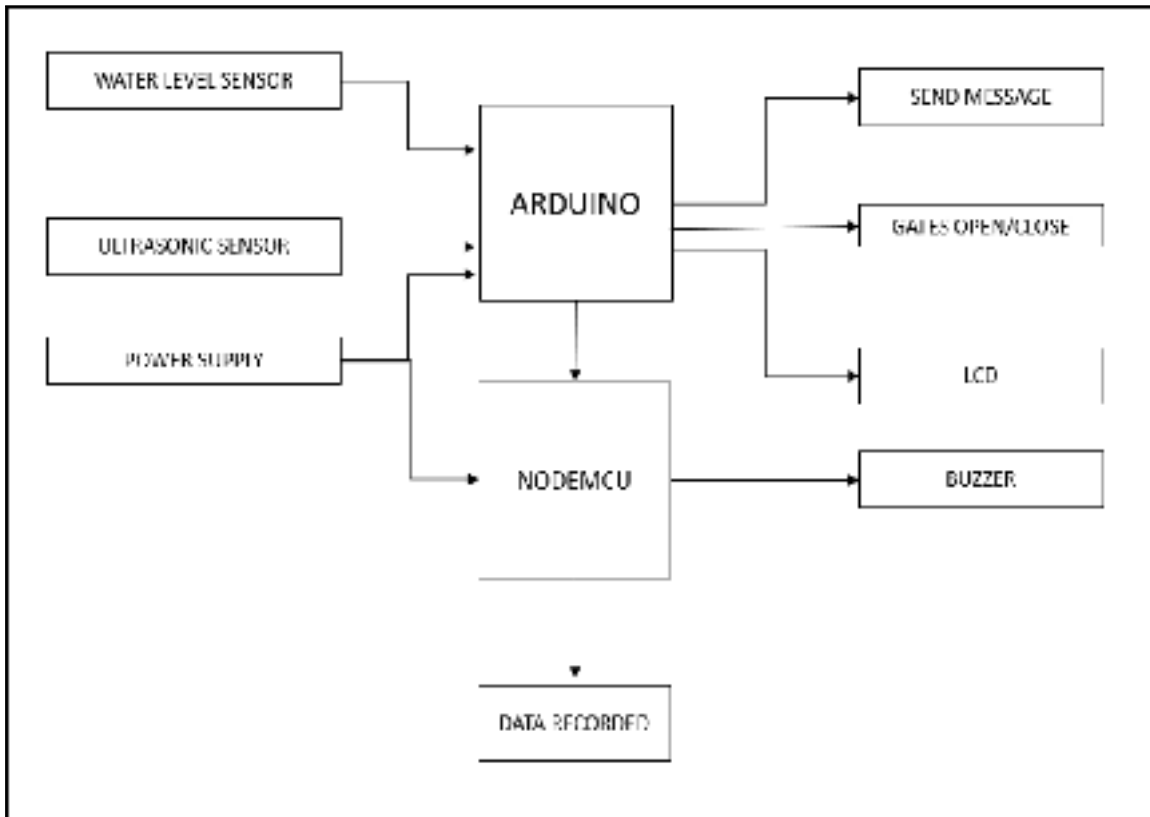 WATER LEVEL SENSOR
SEND MESSAGE
ARDUINO
GATES OPEN/CLOSE
ULTRASONIC SENSOR
POWER SUPPLY
LCD
NODEMCU
BUZZER
DATA RECORDED